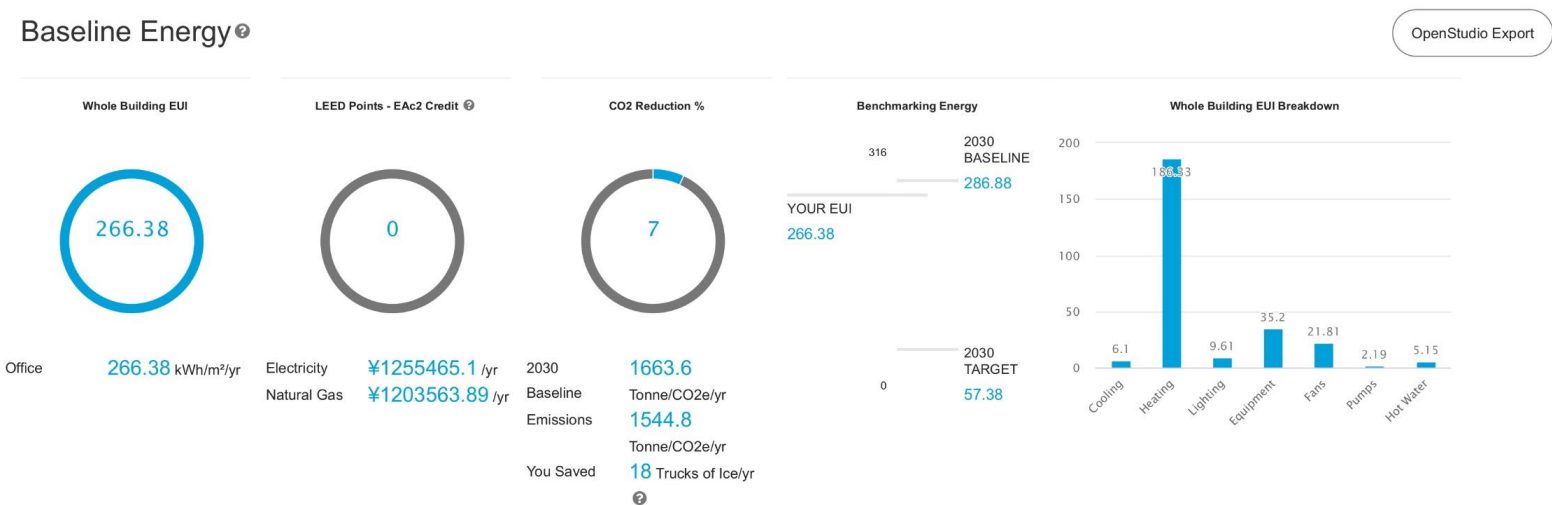 Baseline Energy
OpenStudio Export
Whole Building EUI
266.38
Office 266.38 kWh/m²/yr
LEED Points - EAc2 Credit
0
Electricity ¥1255465.1 /yr
Natural Gas ¥1203563.89 /yr
CO2 Reduction %
7
2030 1663.6
Baseline Tonne/CO2e/yr
Emissions 1544.8
Tonne/CO2e/yr
You Saved 18 Trucks of Ice/yr
Benchmarking Energy
316
2030
BASELINE
286.88
YOUR EUI
266.38
2030
TARGET
57.38
0
Whole Building EUI Breakdown
200
150
100
50
0
6.1
186.33
9.61
35.2
21.81
2.19
5.15
Cooling
Heating
Lighting
Equipment
Fans
Pumps
Hot Water